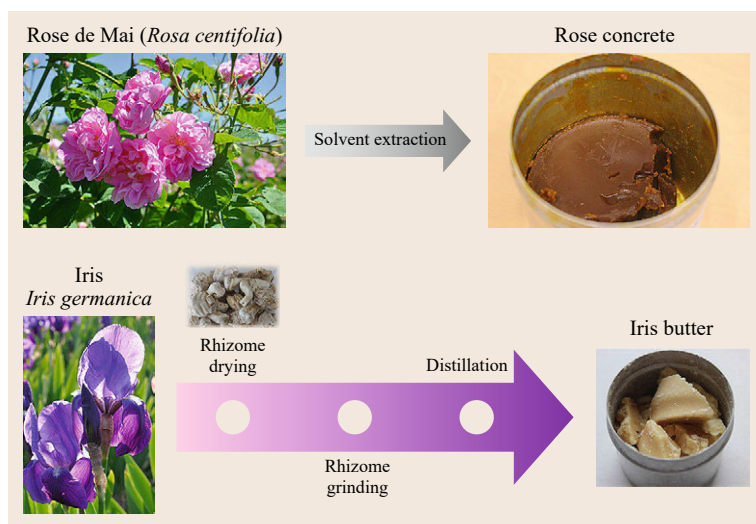 Rose de Mai (Rosa centifolia)
Rose concrete
Solvent extraction
Iris
Iris germanica
Rhizome
drying
Rhizome
grinding
Distillation
Iris butter